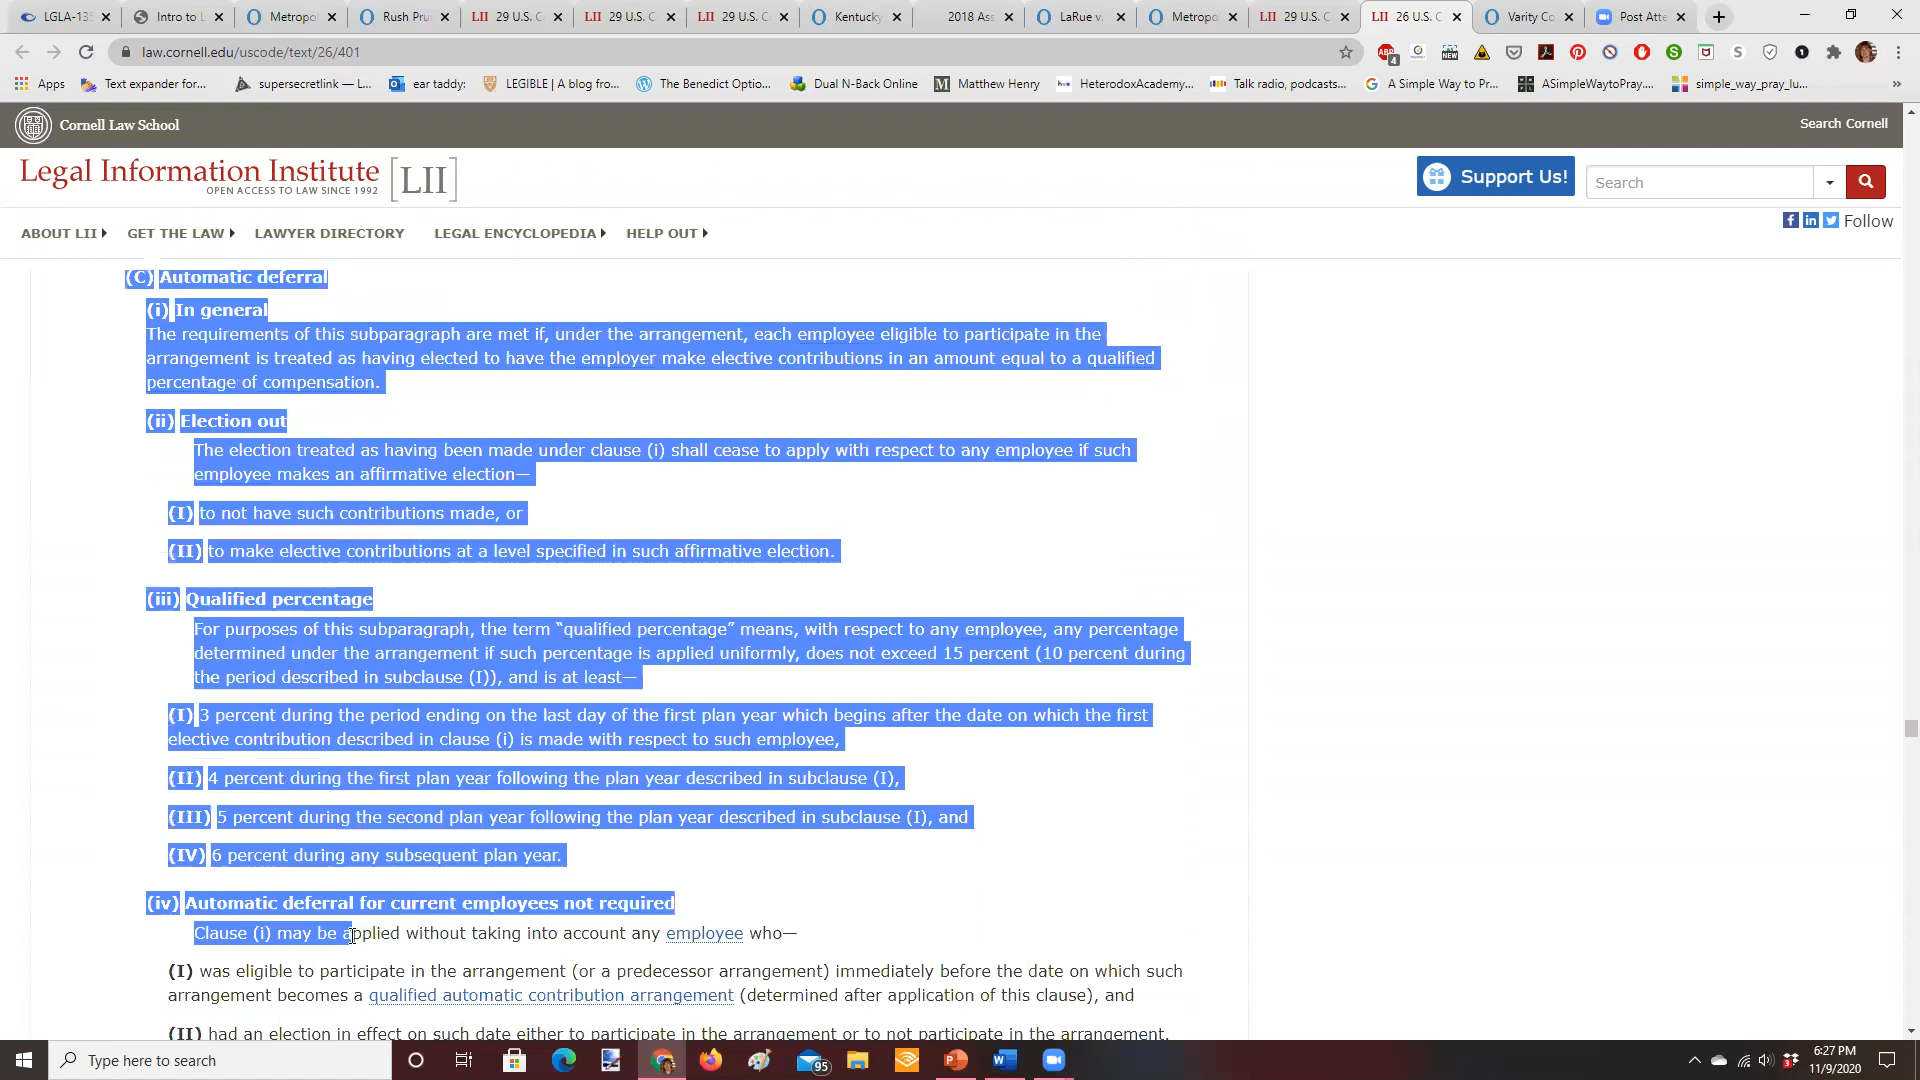 LGLA-135
Intro to L
Metropol
Rush Pru
LII 29 U.S. C
LII 29 U.S. C
LII 29 U.S. C
Kentucky
2018 Ass
LaRue v.
Metropol
LII 29 U.S. C
LII 26 U.S. C
Varity Co
Post Atte
law.cornell.edu/uscode/text/26/401
Apps
Text expander for...
supersecretlink — L...
ear taddy:
LEGIBLE | A blog fro...
The Benedict Optio...
Dual N-Back Online
Matthew Henry
HeterodoxAcademy...
Talk radio, podcasts...
A Simple Way to Pr...
ASimpleWaytoPray....
simple_way_pray_lu...
Cornell Law School
Search Cornell
Legal Information Institute [LII]
OPEN ACCESS TO LAW SINCE 1992
Support Us!
Search
Follow
ABOUT LII
GET THE LAW
LAWYER DIRECTORY
LEGAL ENCYCLOPEDIA
HELP OUT
(C) Automatic deferral
(i) In general
The requirements of this subparagraph are met if, under the arrangement, each employee eligible to participate in the
arrangement is treated as having elected to have the employer make elective contributions in an amount equal to a qualified
percentage of compensation.
(ii) Election out
The election treated as having been made under clause (i) shall cease to apply with respect to any employee if such
employee makes an affirmative election—
(I) to not have such contributions made, or
(II) to make elective contributions at a level specified in such affirmative election.
(iii) Qualified percentage
For purposes of this subparagraph, the term “qualified percentage” means, with respect to any employee, any percentage
determined under the arrangement if such percentage is applied uniformly, does not exceed 15 percent (10 percent during
the period described in subclause (I)), and is at least—
(I) 3 percent during the period ending on the last day of the first plan year which begins after the date on which the first
elective contribution described in clause (i) is made with respect to such employee,
(II) 4 percent during the first plan year following the plan year described in subclause (I),
(III) 5 percent during the second plan year following the plan year described in subclause (I), and
(IV) 6 percent during any subsequent plan year.
(iv) Automatic deferral for current employees not required
Clause (i) may be applied without taking into account any employee who—
(I) was eligible to participate in the arrangement (or a predecessor arrangement) immediately before the date on which such
arrangement becomes a qualified automatic contribution arrangement (determined after application of this clause), and
(II) had an election in effect on such date either to participate in the arrangement or to not participate in the arrangement.
Type here to search
95
6:27 PM
11/9/2020